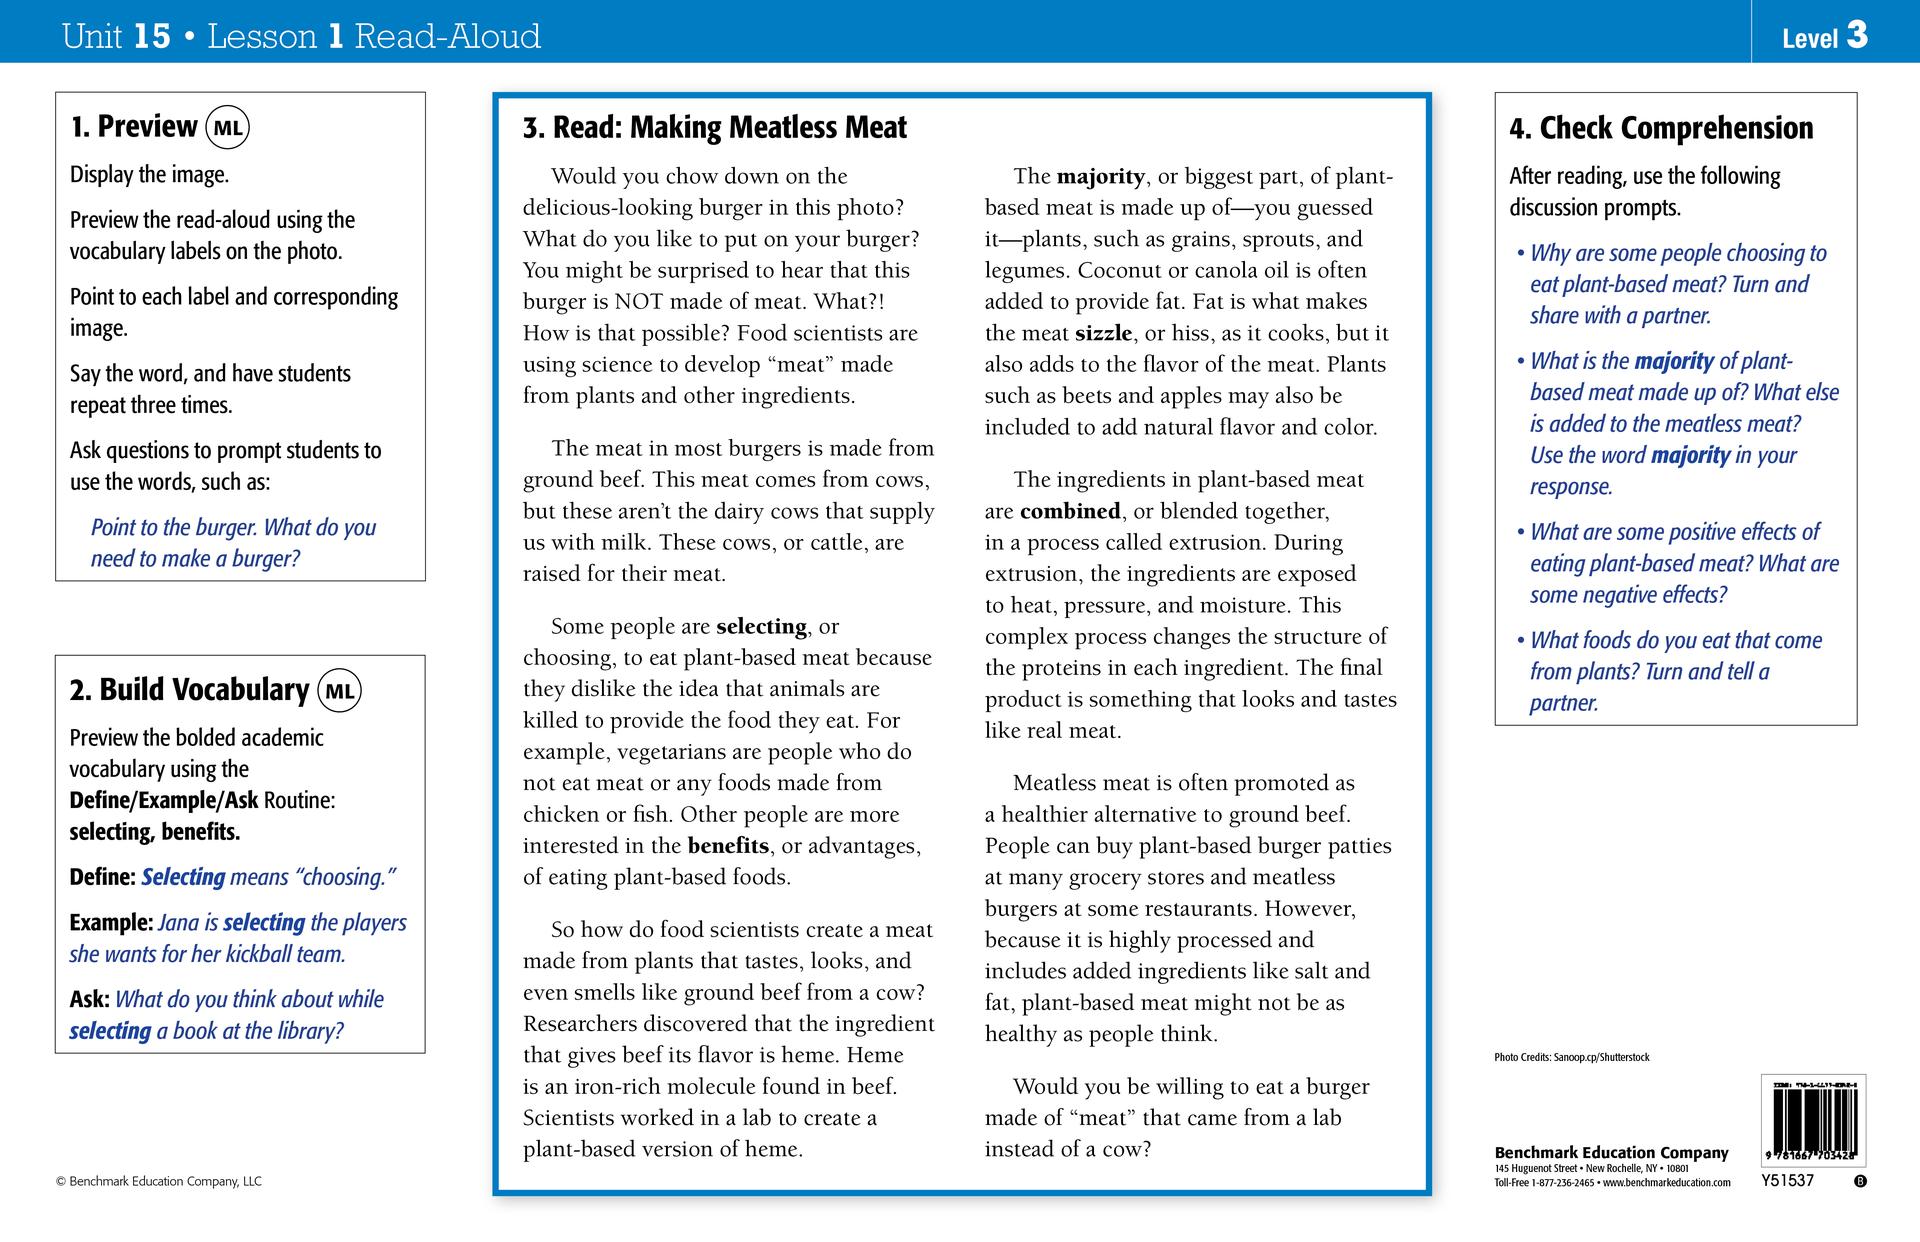 Unit 15 • Lesson 1 Read-Aloud
Level 3
1. Preview ML
Display the image.
Preview the read-aloud using the
vocabulary labels on the photo.
Point to each label and corresponding
image.
Say the word, and have students
repeat three times.
Ask questions to prompt students to
use the words, such as:
Point to the burger. What do you
need to make a burger?
2. Build Vocabulary ML
Preview the bolded academic
vocabulary using the
Define/Example/Ask Routine:
selecting, benefits.
Define: Selecting means “choosing.”
Example: Jana is selecting the players
she wants for her kickball team.
Ask: What do you think about while
selecting a book at the library?
© Benchmark Education Company, LLC
3. Read: Making Meatless Meat
Would you chow down on the
delicious-looking burger in this photo?
What do you like to put on your burger?
You might be surprised to hear that this
burger is NOT made of meat. What?!
How is that possible? Food scientists are
using science to develop “meat” made
from plants and other ingredients.
The meat in most burgers is made from
ground beef. This meat comes from cows,
but these aren’t the dairy cows that supply
us with milk. These cows, or cattle, are
raised for their meat.
Some people are selecting, or
choosing, to eat plant-based meat because
they dislike the idea that animals are
killed to provide the food they eat. For
example, vegetarians are people who do
not eat meat or any foods made from
chicken or fish. Other people are more
interested in the benefits, or advantages,
of eating plant-based foods.
So how do food scientists create a meat
made from plants that tastes, looks, and
even smells like ground beef from a cow?
Researchers discovered that the ingredient
that gives beef its flavor is heme. Heme
is an iron-rich molecule found in beef.
Scientists worked in a lab to create a
plant-based version of heme.
The majority, or biggest part, of plant-
based meat is made up of—you guessed
it—plants, such as grains, sprouts, and
legumes. Coconut or canola oil is often
added to provide fat. Fat is what makes
the meat sizzle, or hiss, as it cooks, but it
also adds to the flavor of the meat. Plants
such as beets and apples may also be
included to add natural flavor and color.
The ingredients in plant-based meat
are combined, or blended together,
in a process called extrusion. During
extrusion, the ingredients are exposed
to heat, pressure, and moisture. This
complex process changes the structure of
the proteins in each ingredient. The final
product is something that looks and tastes
like real meat.
Meatless meat is often promoted as
a healthier alternative to ground beef.
People can buy plant-based burger patties
at many grocery stores and meatless
burgers at some restaurants. However,
because it is highly processed and
includes added ingredients like salt and
fat, plant-based meat might not be as
healthy as people think.
Would you be willing to eat a burger
made of “meat” that came from a lab
instead of a cow?
4. Check Comprehension
After reading, use the following
discussion prompts.
• Why are some people choosing to
eat plant-based meat? Turn and
share with a partner.
• What is the majority of plant-
based meat made up of? What else
is added to the meatless meat?
Use the word majority in your
response.
• What are some positive effects of
eating plant-based meat? What are
some negative effects?
• What foods do you eat that come
from plants? Turn and tell a
partner.
Photo Credits: Sanoop.cp/Shutterstock
Benchmark Education Company
145 Huguenot Street • New Rochelle, NY • 10801
Toll-Free 1-877-236-2465 • www.benchmarkeducation.com
Y51537 B